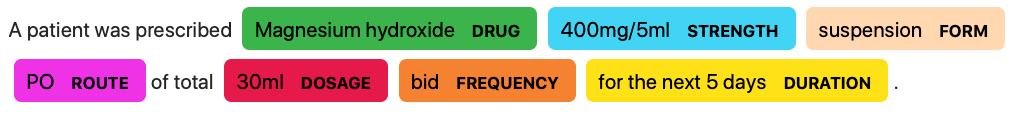 A patient was prescribed Magnesium hydroxide DRUG 400mg/5ml STRENGTH suspension FORM
PO ROUTE of total 30ml DOSAGE bid FREQUENCY for the next 5 days DURATION .